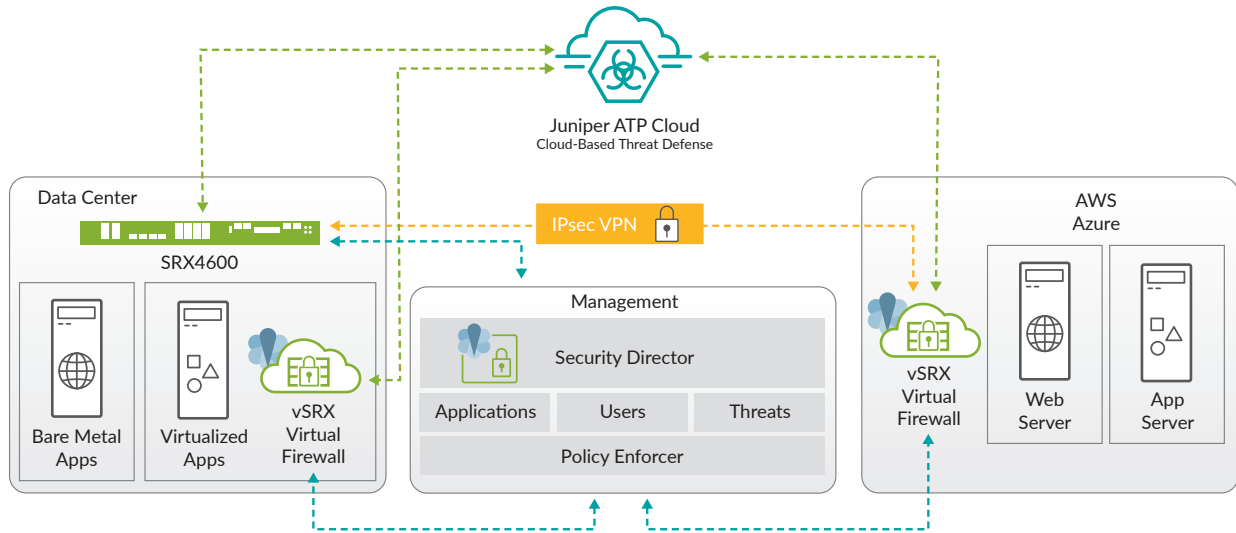 Juniper ATP Cloud
Cloud-Based Threat Defense
Data Center
SRX4600
Bare Metal
Apps
Virtualized
Apps
vSRX
Virtual
Firewall
IPsec VPN
Management
Security Director
Applications
Users
Threats
Policy Enforcer
AWS
Azure
vSRX
Virtual
Firewall
Web
Server
App
Server